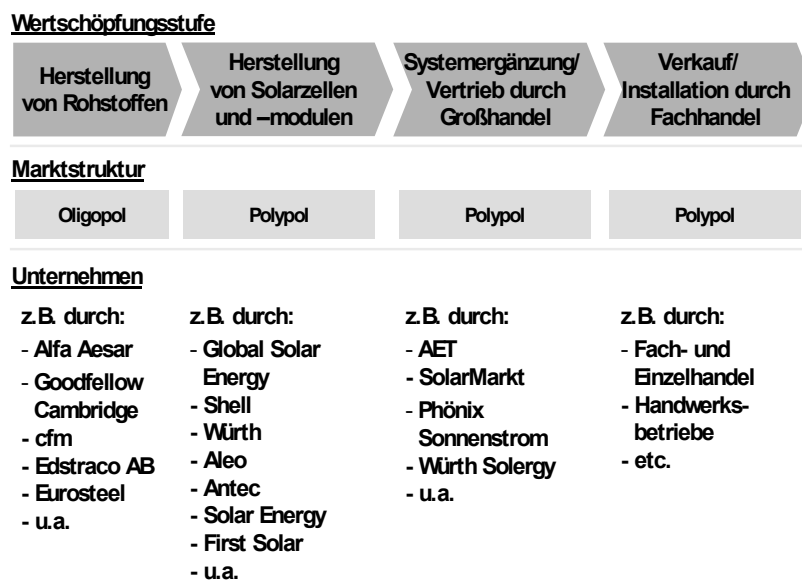 Wertschöpfungsstufe
Herstellung
von Rohstoffen
Herstellung
von Solarzellen
und –modulen
Systemergänzung/
Vertrieb durch
Großhandel
Verkauf/
Installation durch
Fachhandel
Marktstruktur
Oligopol
Polypol
Polypol
Polypol
Unternehmen
z.B. durch:
- Alfa Aesar
- Goodfellow
Cambridge
- cfm
- Edstraco AB
- Eurosteel
- u.a.
z.B. durch:
- Global Solar
Energy
- Shell
- Würth
- Aleo
- Antec
- Solar Energy
- First Solar
- u.a.
z.B. durch:
- AET
- SolarMarkt
- Phönix
Sonnenstrom
- Würth Solergy
- u.a.
z.B. durch:
- Fach- und
Einzelhandel
- Handwerks-
betriebe
- etc.